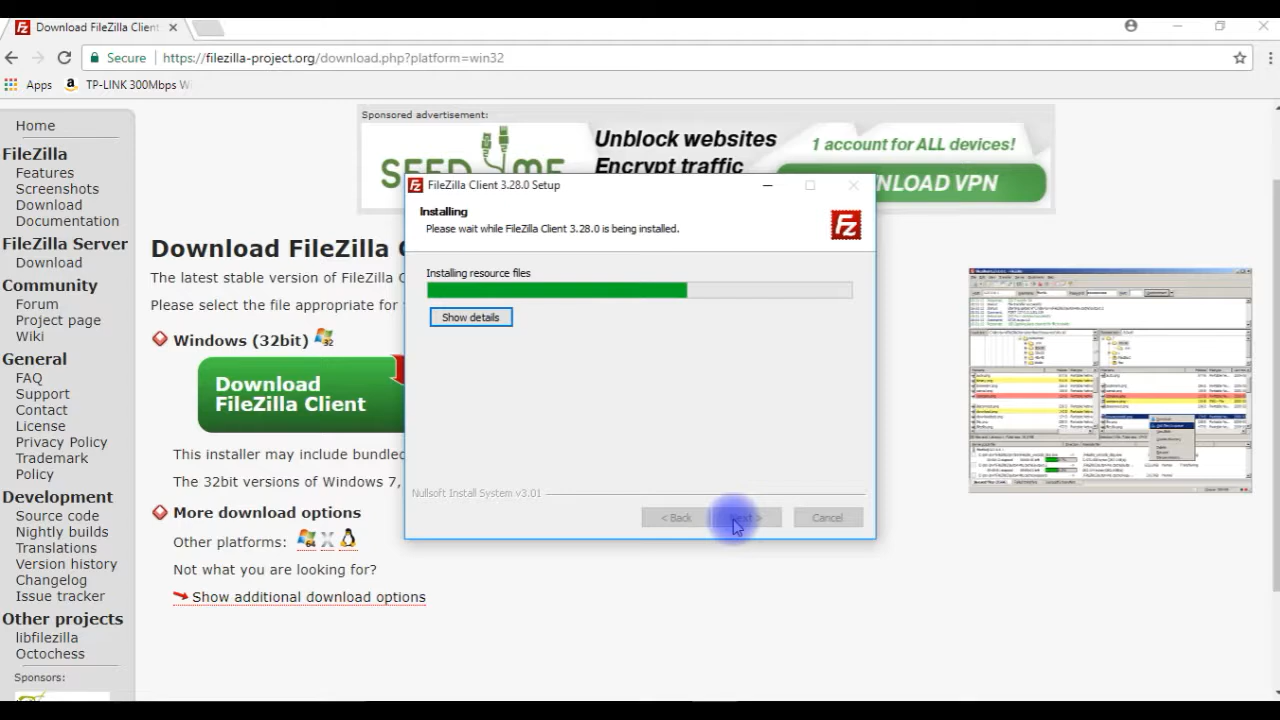 Download FileZilla Client
Secure
https://filezilla-project.org/download.php?platform=win32
Apps
TP-LINK 300Mbps Wi
Home
FileZilla
Features
Screenshots
Download
Documentation
FileZilla Server
Download
Community
Forum
Project page
Wiki
General
FAQ
Support
Contact
License
Privacy Policy
Trademark
Policy
Development
Source code
Nightly builds
Translations
Version history
Changelog
Issue tracker
Other projects
libfilezilla
Octochess
Sponsors:
Sponsored advertisement:
SEED ME
Unblock websites
Encrypt traffic
1 account for ALL devices!
NLOAD VPN
Download FileZilla C
The latest stable version of FileZilla C
Please select the file appropriate for
Windows (32bit)
Download
FileZilla Client
This installer may include bundled
The 32bit version of Windows
More download options
Other platforms:
Not what you are looking for?
Show additional download options
FileZilla Client 3.28.0 Setup
Installing
Please wait while FileZilla Client 3.28.0 is being installed.
Fz
Installing resource files
Show details
Nullsoft Install System v3.01
< Back
Next >
Cancel